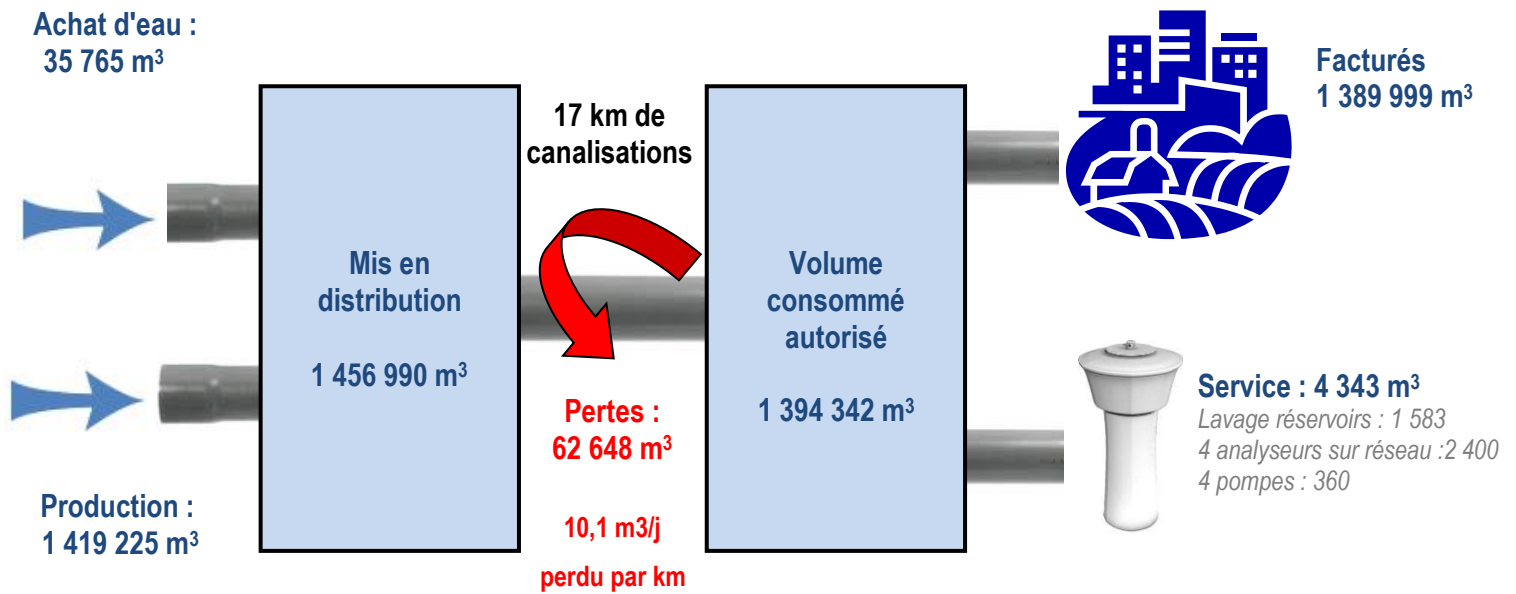 Achat d'eau :
35 765 m³
Production :
1 419 225 m³
Mis en
distribution
1 456 990 m³
17 km de
canalisations
Pertes :
62 648 m³
10,1 m3/j
perdu par km
Volume
consommé
autorisé
1 394 342 m³
Facturés
1 389 999 m³
Service : 4 343 m³
Lavage réservoirs : 1 583
4 analyseurs sur réseau :2 400
4 pompes : 360